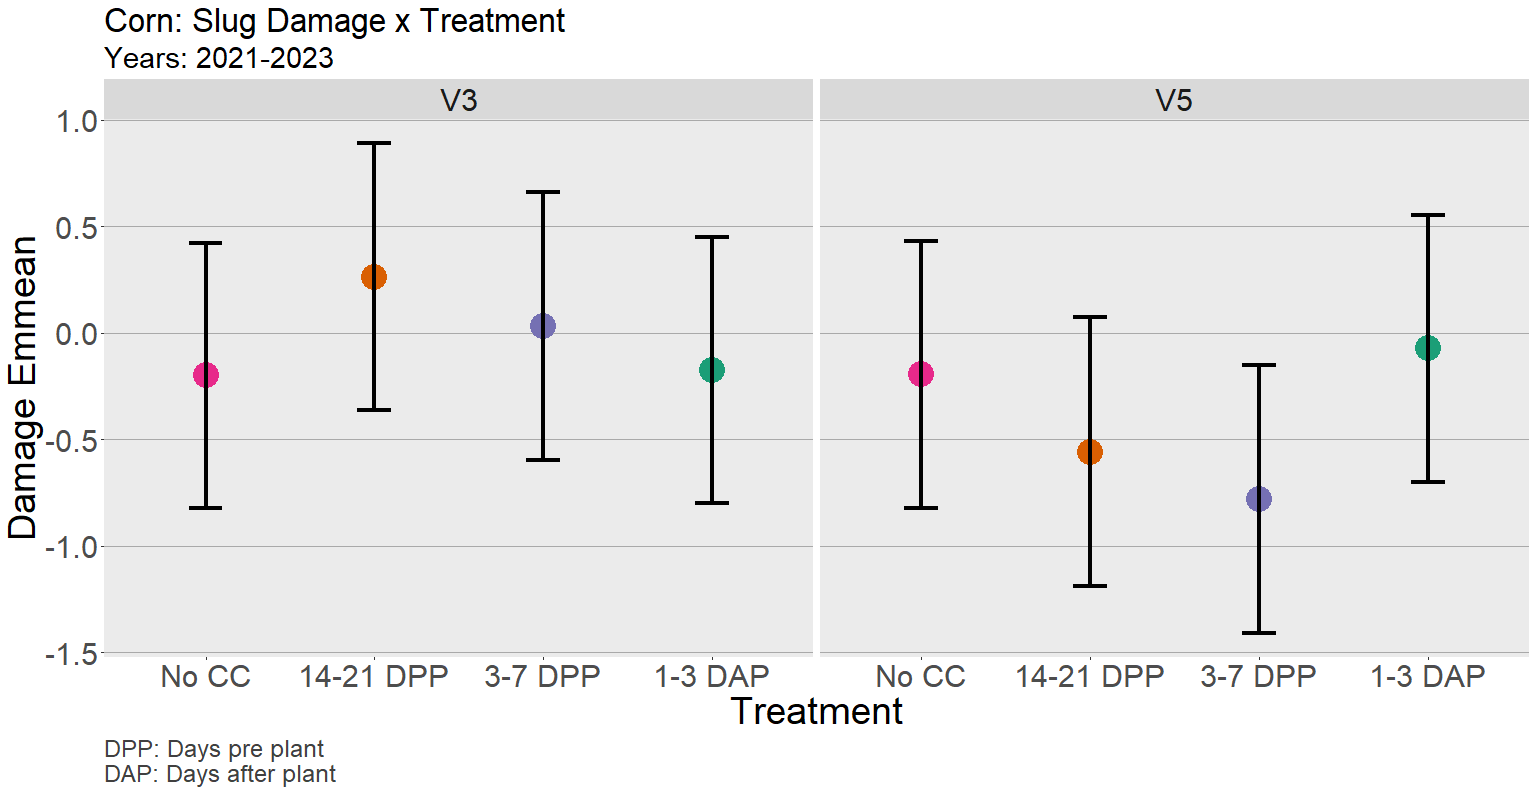 Corn: Slug Damage x Treatment
Years: 2021-2023
V3
V5
1.0
0.5
0.0
-0.5
-1.0
-1.5
Damage Emmean
No CC
14-21 DPP
3-7 DPP
1-3 DAP
No CC
14-21 DPP
3-7 DPP
1-3 DAP
Treatment
DPP: Days pre plant
DAP: Days after plant